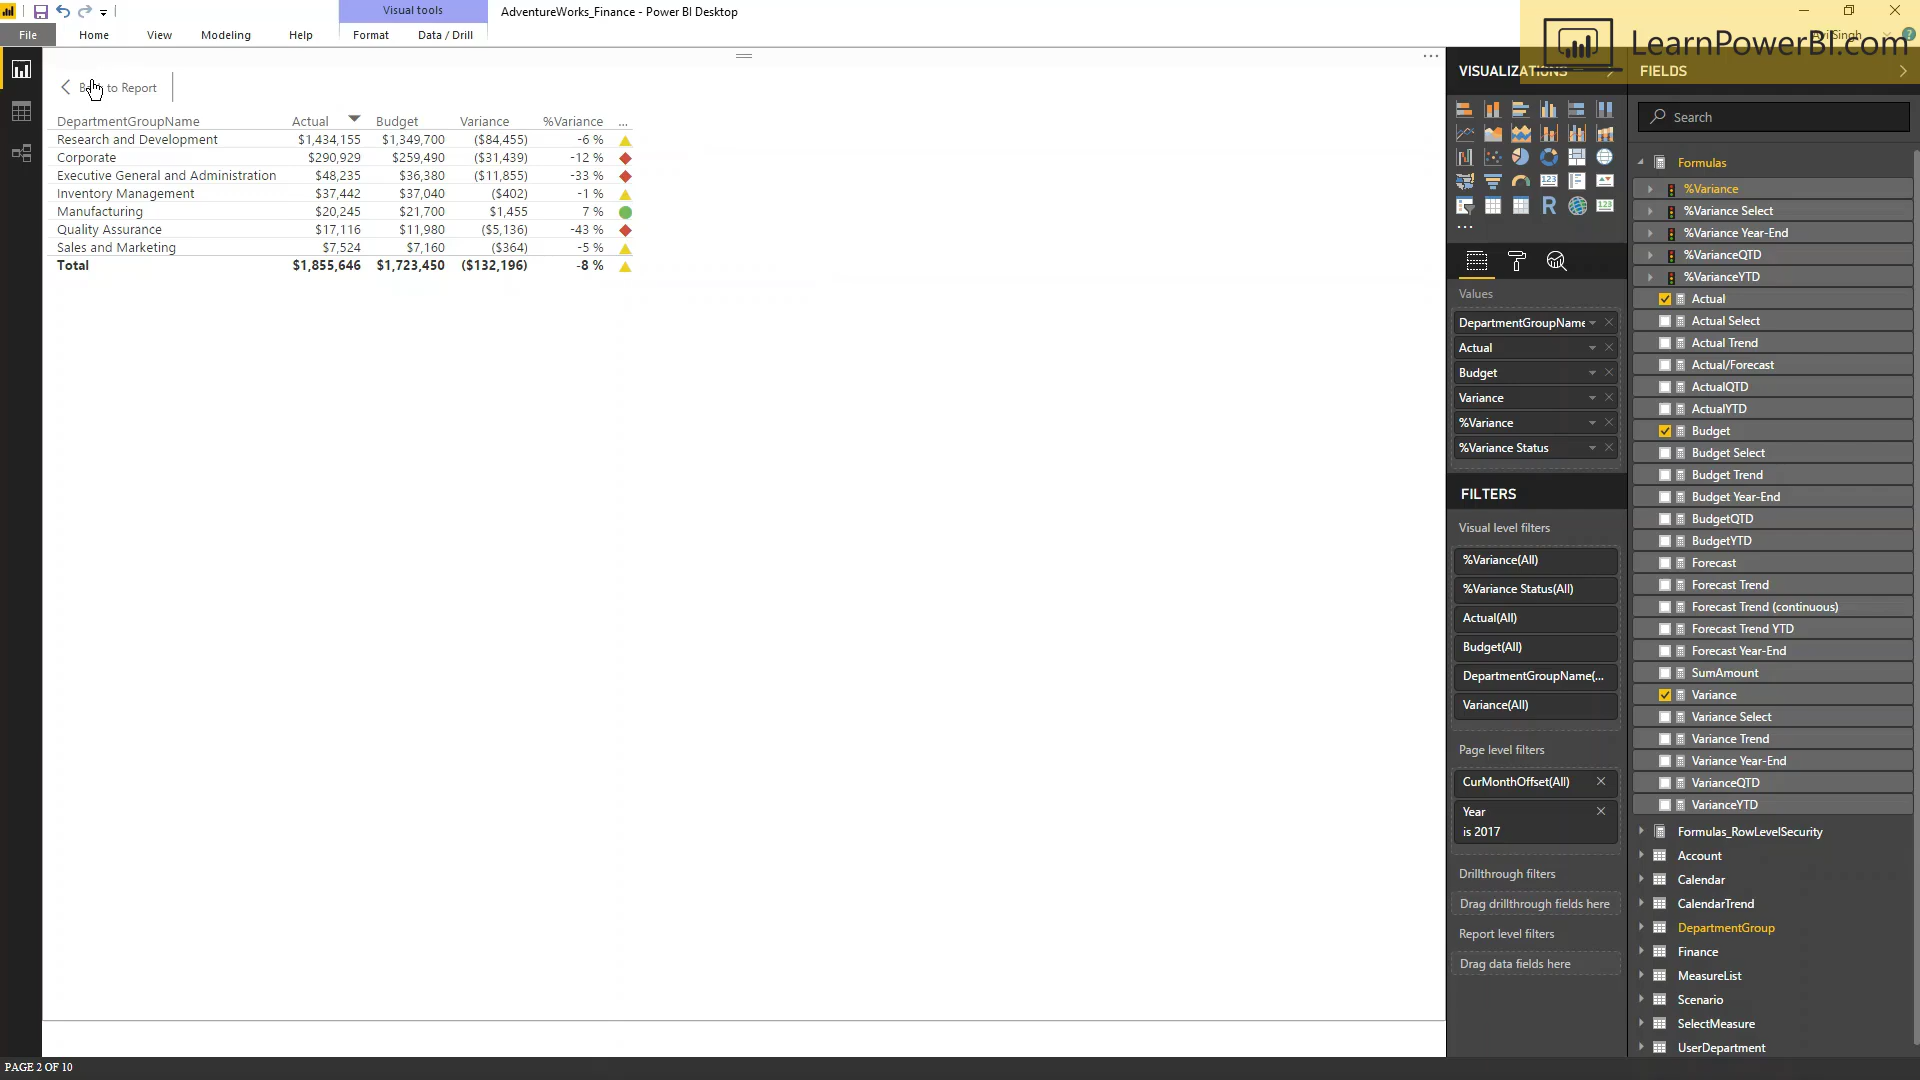 Visual tools
AdventureWorks_Finance - Power BI Desktop
File Home View Modeling Help Format Data / Drill
LearnPowerBI.com
to Report
DepartmentGroupName Actual Budget Variance %Variance ...
Research and Development $1,434,155 $1,349,700 ($84,455) -6 %
Corporate $290,929 $259,490 ($31,439) -12 %
Executive General and Administration $48,235 $36,380 ($11,855) -33 %
Inventory Management $37,442 $37,040 ($402) -1 %
Manufacturing $20,245 $21,700 $1,455 7 %
Quality Assurance $17,116 $11,980 ($5,136) -43 %
Sales and Marketing $7,524 $7,160 ($364) -5 %
Total $1,855,646 $1,723,450 ($132,196) -8 %
VISUALIZATIONS
Values
DepartmentGroupName
Actual
Budget
Variance
%Variance
%Variance Status
FILTERS
Visual level filters
%Variance(All)
%Variance Status(All)
Actual(All)
Budget(All)
DepartmentGroupName(...
Variance(All)
Page level filters
CurMonthOffset(All)
Year
is 2017
Drillthrough filters
Drag drillthrough fields here
Report level filters
Drag data fields here
FIELDS
Search
Formulas
%Variance
%Variance Select
%Variance Year-End
%VarianceQTD
%VarianceYTD
Actual
Actual Select
Actual Trend
Actual/Forecast
ActualQTD
ActualYTD
Budget
Budget Select
Budget Trend
Budget Year-End
BudgetQTD
BudgetYTD
Forecast
Forecast Trend
Forecast Trend (continuous)
Forecast Trend YTD
Forecast Year-End
SumAmount
Variance
Variance Select
Variance Trend
Variance Year-End
VarianceQTD
VarianceYTD
Formulas_RowLevelSecurity
Account
Calendar
CalendarTrend
DepartmentGroup
Finance
MeasureList
Scenario
SelectMeasure
UserDepartment
PAGE 2 OF 10